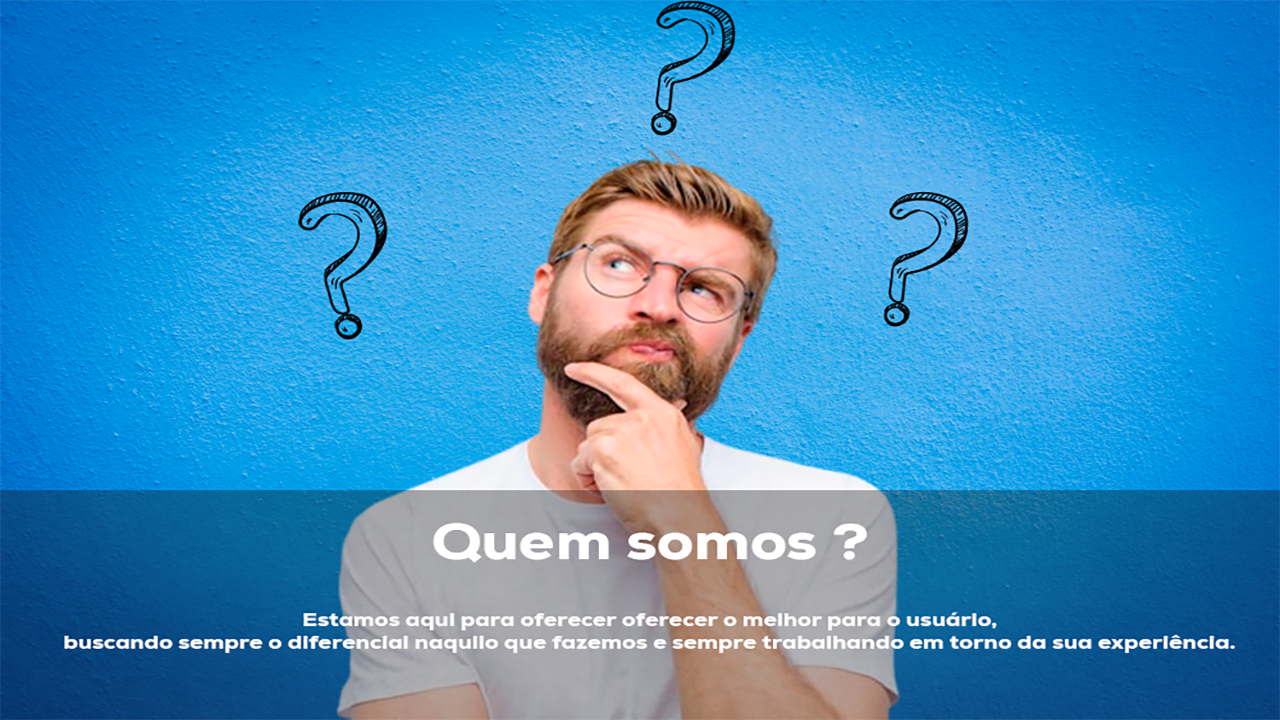 ?
?
?
Quem somos ?
Estamos aqui para oferecer oferecer o melhor para o usuário,
buscando sempre o diferencial naquilo que fazemos e sempre trabalhando em torno da sua experiência.